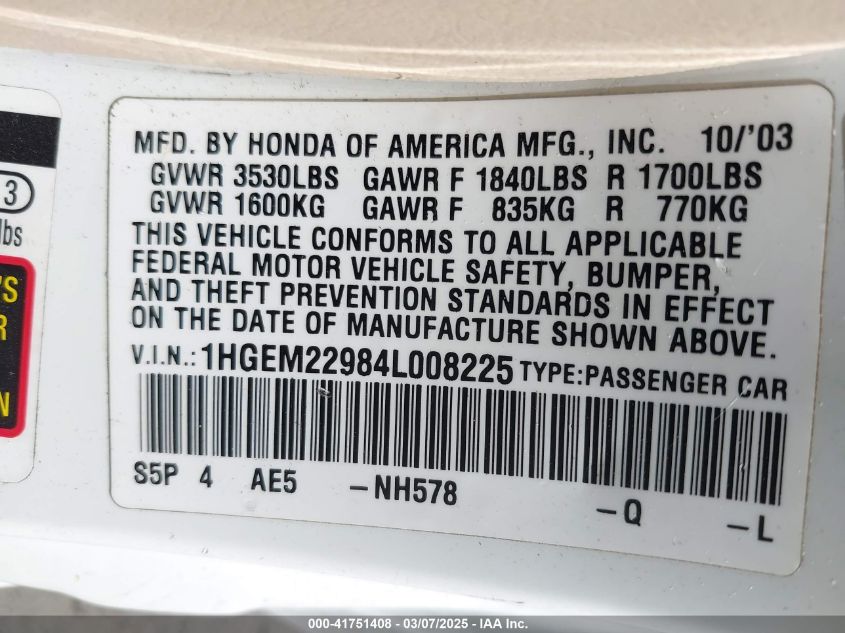 MFD. BY HONDA OF AMERICA MFG., INC. 10/'03
GVWR 3530LBS GAWR F 1840LBS R 1700LBS
GVWR 1600KG GAWR F 835KG R 770KG
THIS VEHICLE CONFORMS TO ALL APPLICABLE
FEDERAL MOTOR VEHICLE SAFETY, BUMPER,
AND THEFT PREVENTION STANDARDS IN EFFECT
ON THE DATE OF MANUFACTURE SHOWN ABOVE.
V.I.N.: 1HGEM22984L008225 TYPE:PASSENGER CAR
S5P 4 AE5 -NH578 -Q -L
3
lbs
'S
R
N
000-41751408 - 03/07/2025 - IAA Inc.